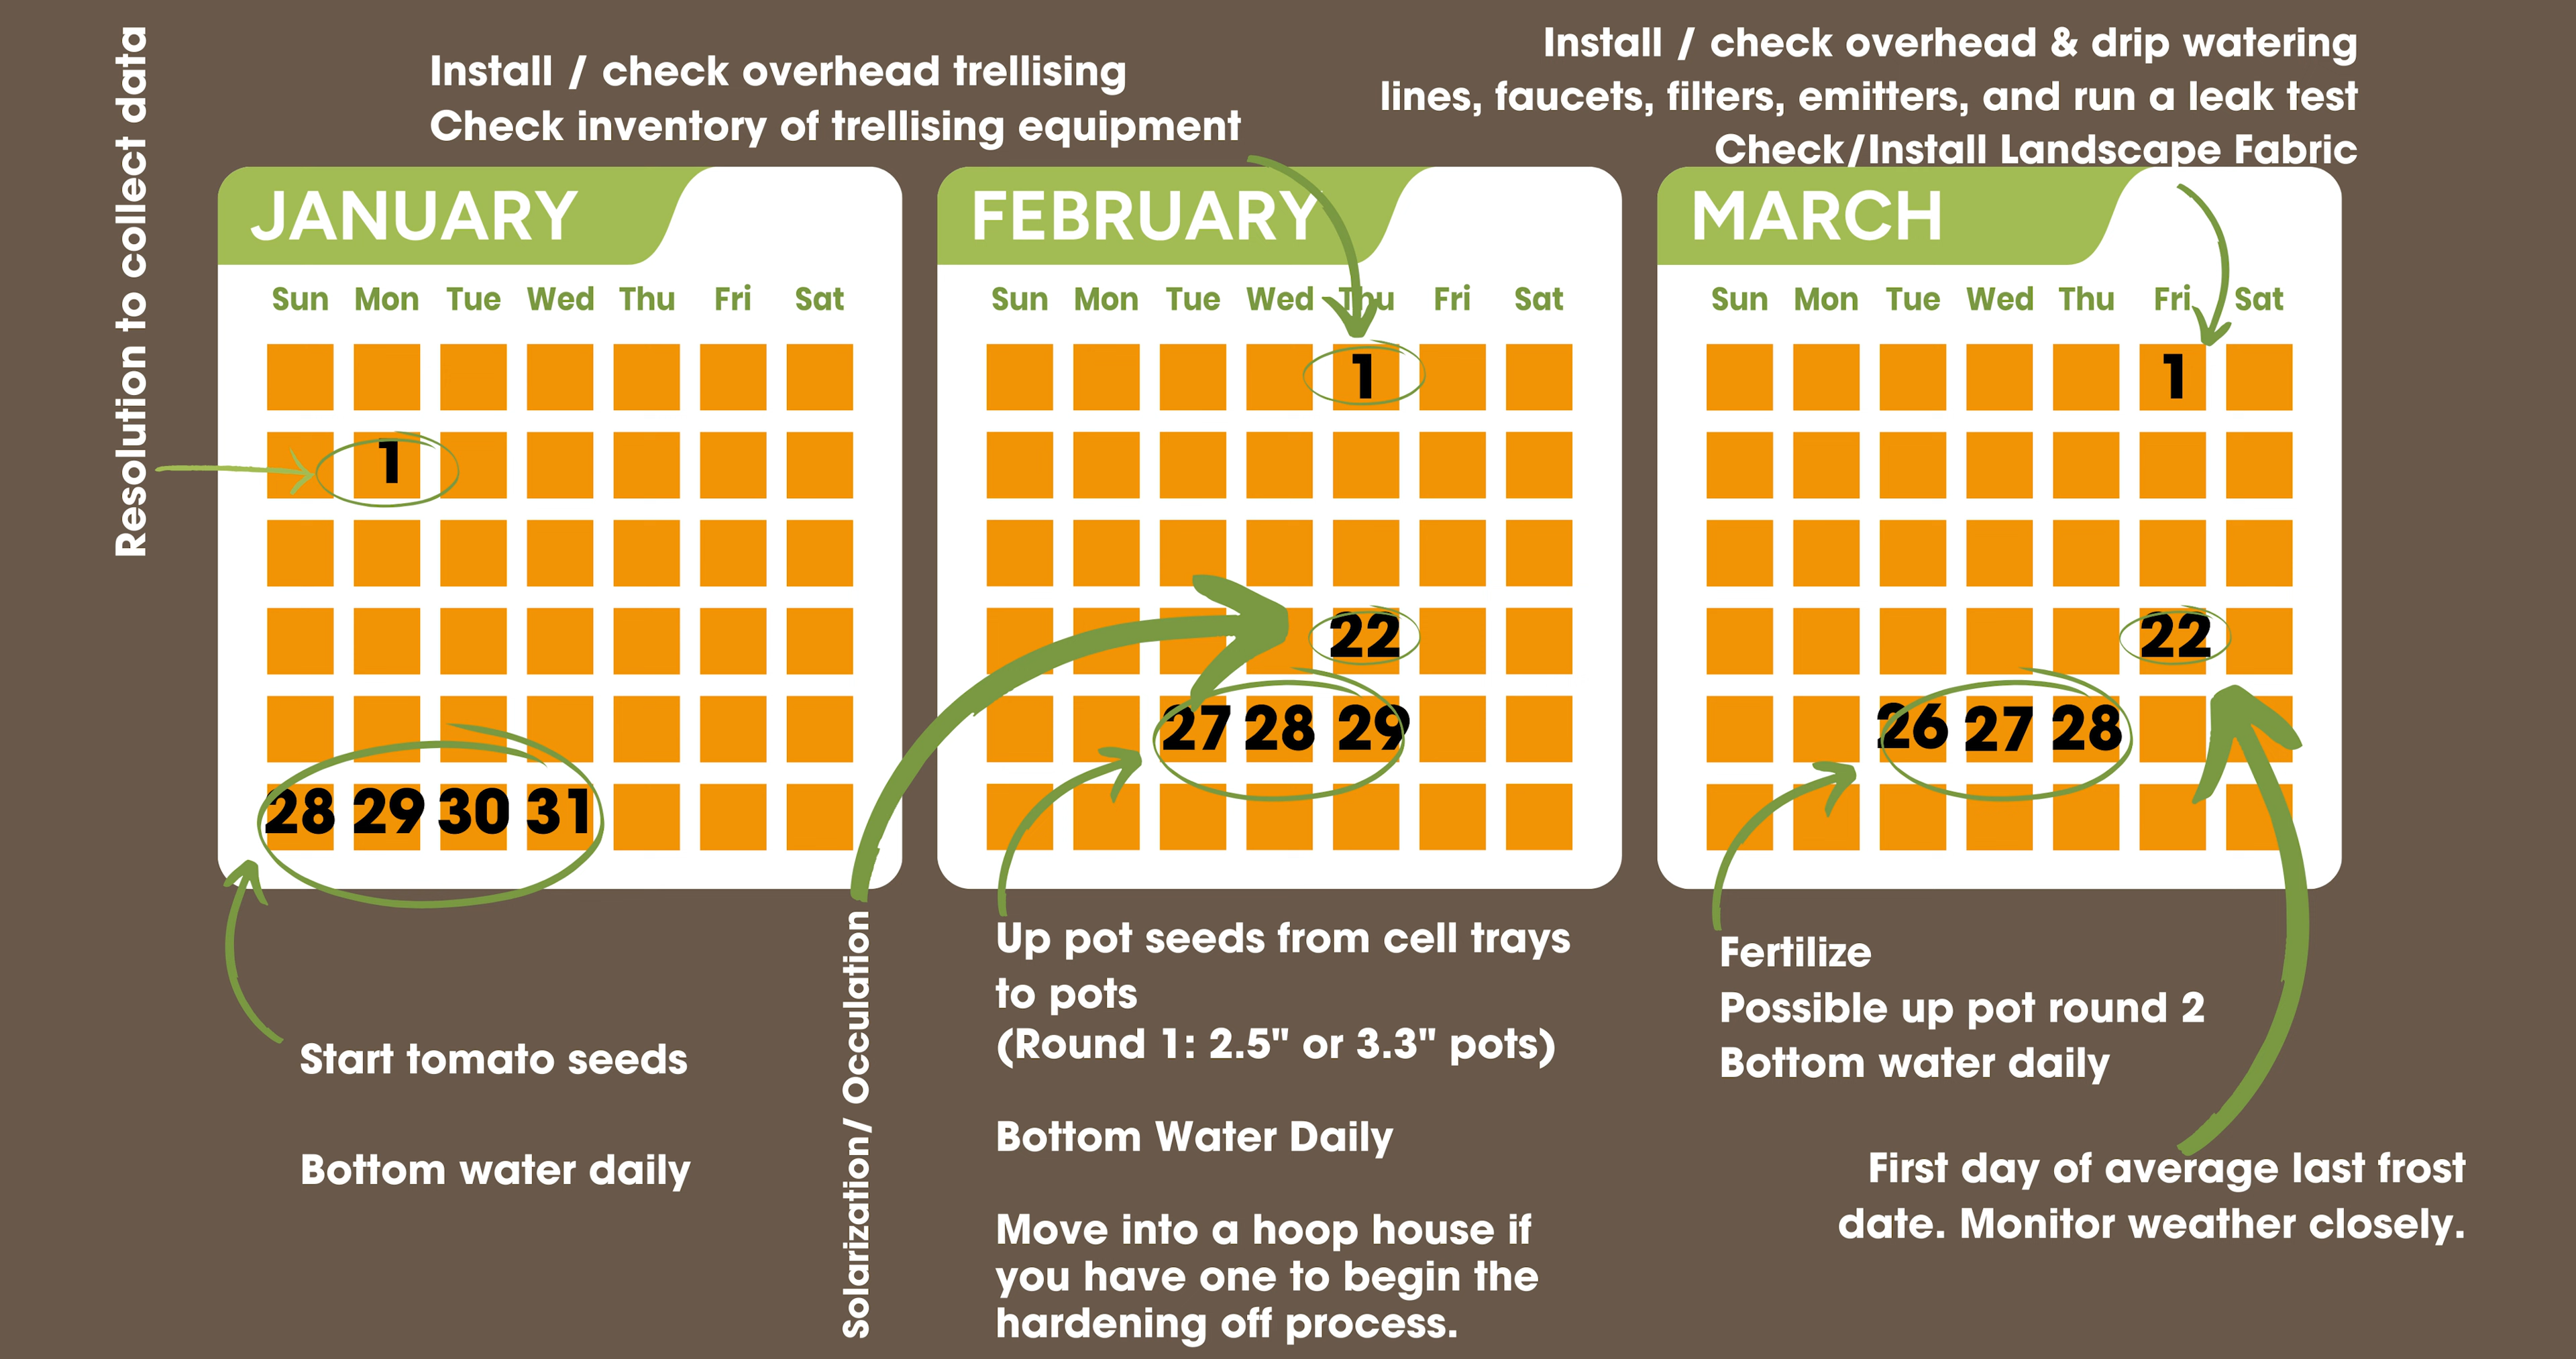 Resolution to collect data
Install / check overhead trellising
Check inventory of trellising equipment
Install / check overhead & drip watering
lines, faucets, filters, emitters, and run a leak test
Check/Install Landscape Fabric
JANUARY
Sun Mon Tue Wed Thu Fri Sat
1
28 29 30 31
Start tomato seeds
Bottom water daily
FEBRUARY
Sun Mon Tue Wed Thu Fri Sat
1
22
27 28 29
Solarization/ Occulation
Up pot seeds from cell trays
to pots
(Round 1: 2.5" or 3.3" pots)
Bottom Water Daily
Move into a hoop house if
you have one to begin the
hardening off process.
MARCH
Sun Mon Tue Wed Thu Fri Sat
1
22
26 27 28
Fertilize
Possible up pot round 2
Bottom water daily
First day of average last frost
date. Monitor weather closely.